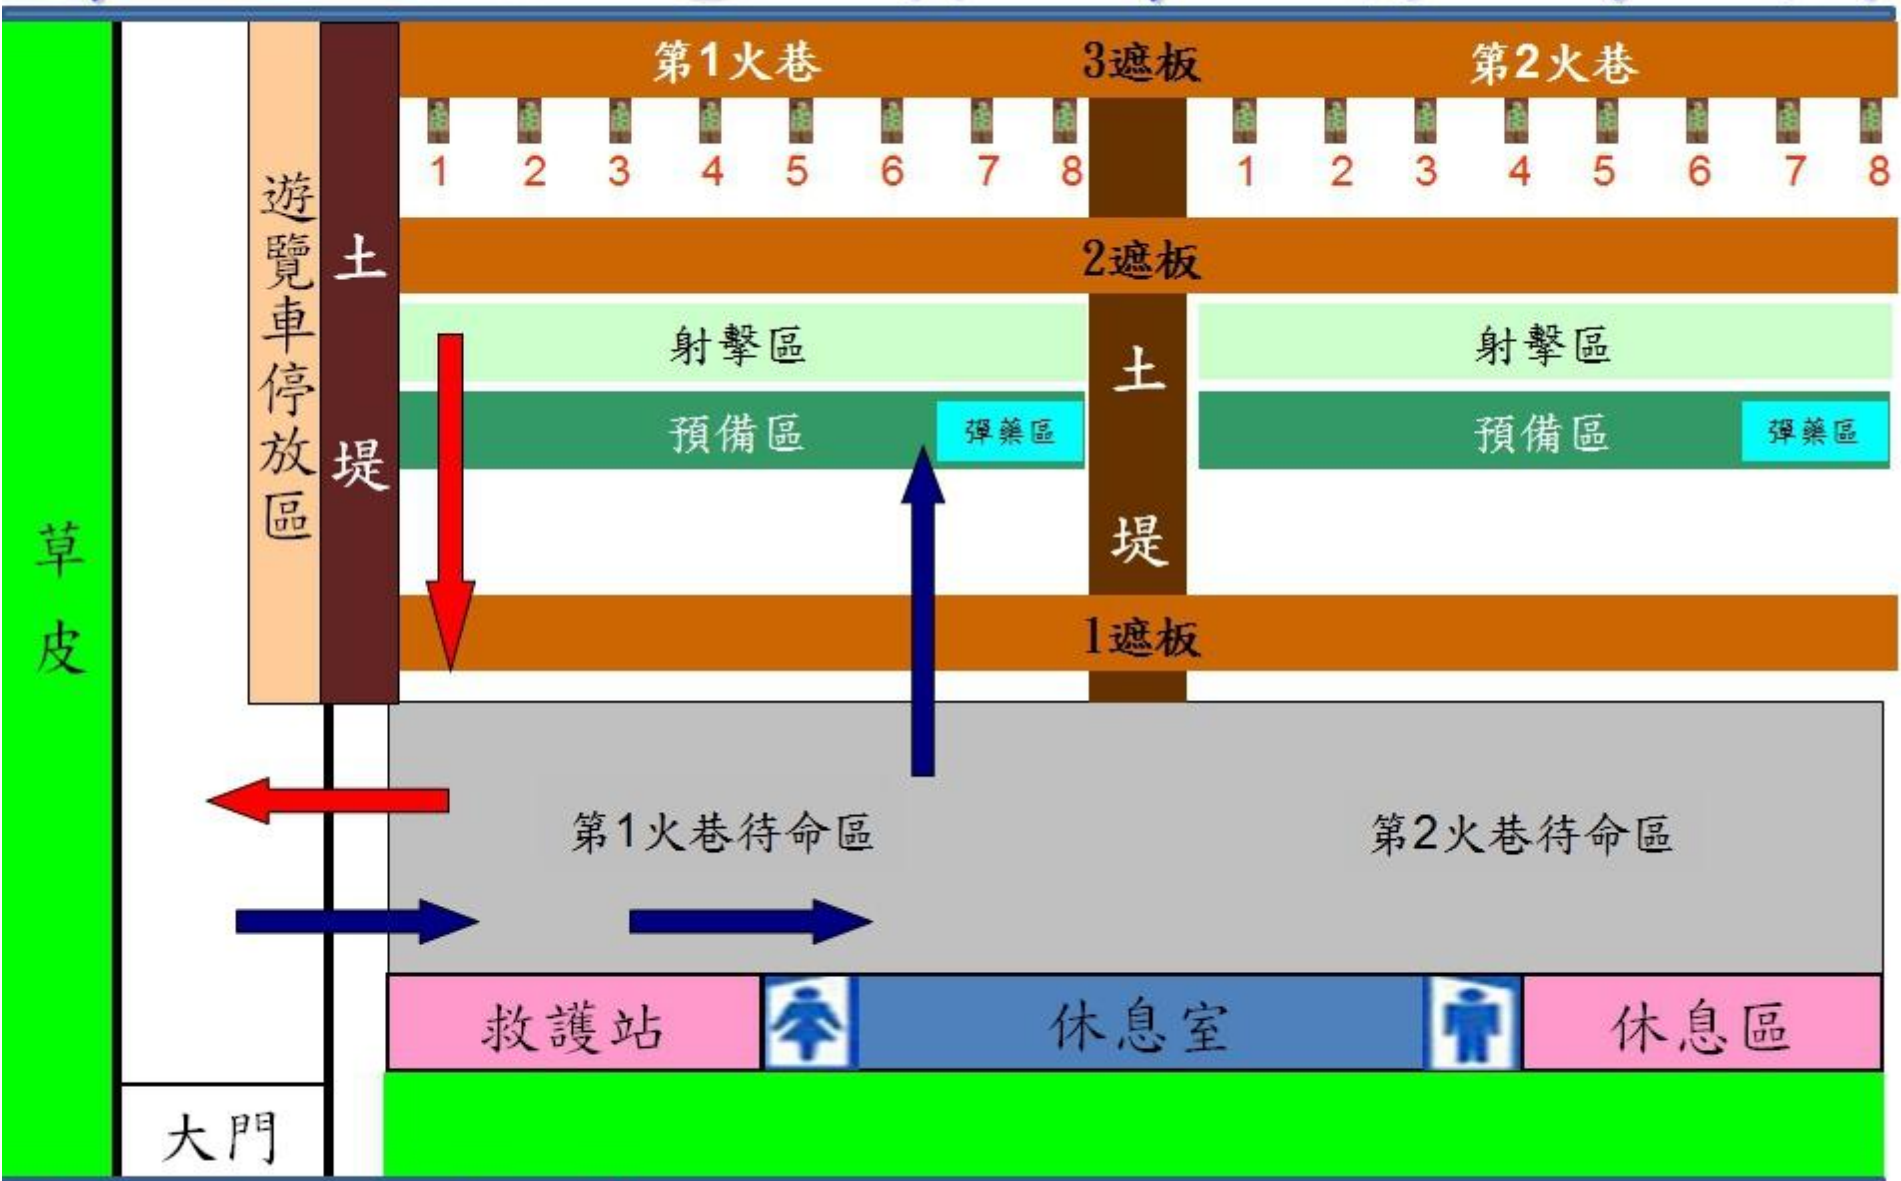 第1火巷
3遮板
第2火巷
1 2 3 4 5 6 7 8
1 2 3 4 5 6 7 8
遊覽車停放區
土堤
2遮板
射擊區
土堤
射擊區
預備區
彈藥區
預備區
彈藥區
草皮
1遮板
第1火巷待命區
第2火巷待命區
救護站
休息室
休息區
大門